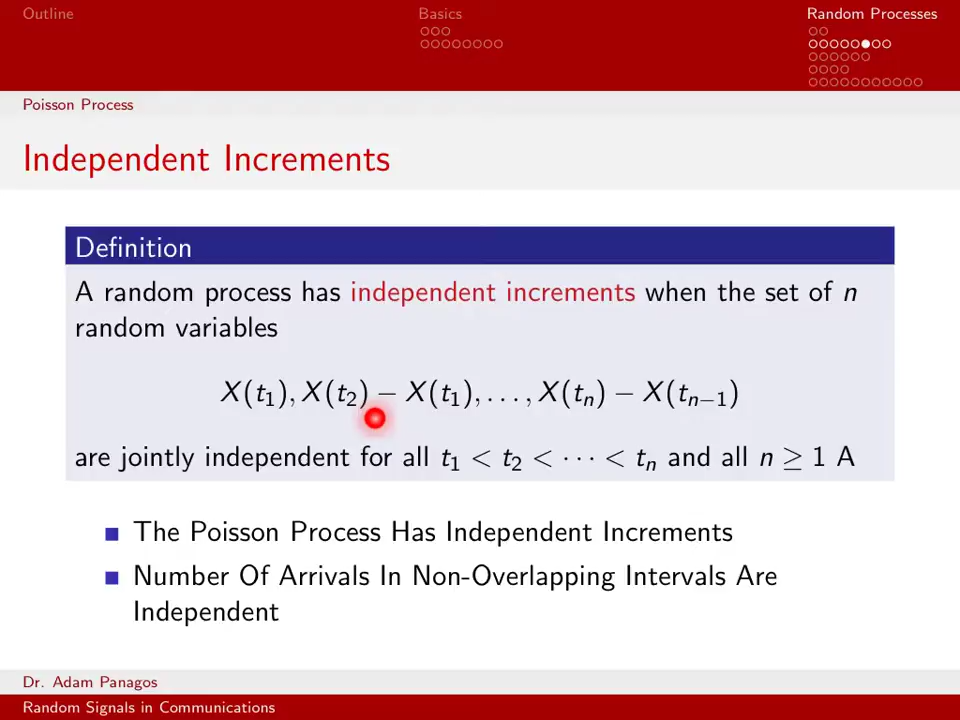 Outline Basics Random Processes
Poisson Process
Independent Increments
Definition
A random process has independent increments when the set of n
random variables
X(t₁), X(t₂) − X(t₁), . . . , X(tₙ) − X(tₙ₋₁)
are jointly independent for all t₁ < t₂ < · · · < tₙ and all n ≥ 1 A
The Poisson Process Has Independent Increments
Number Of Arrivals In Non-Overlapping Intervals Are
Independent
Dr. Adam Panagos
Random Signals in Communications